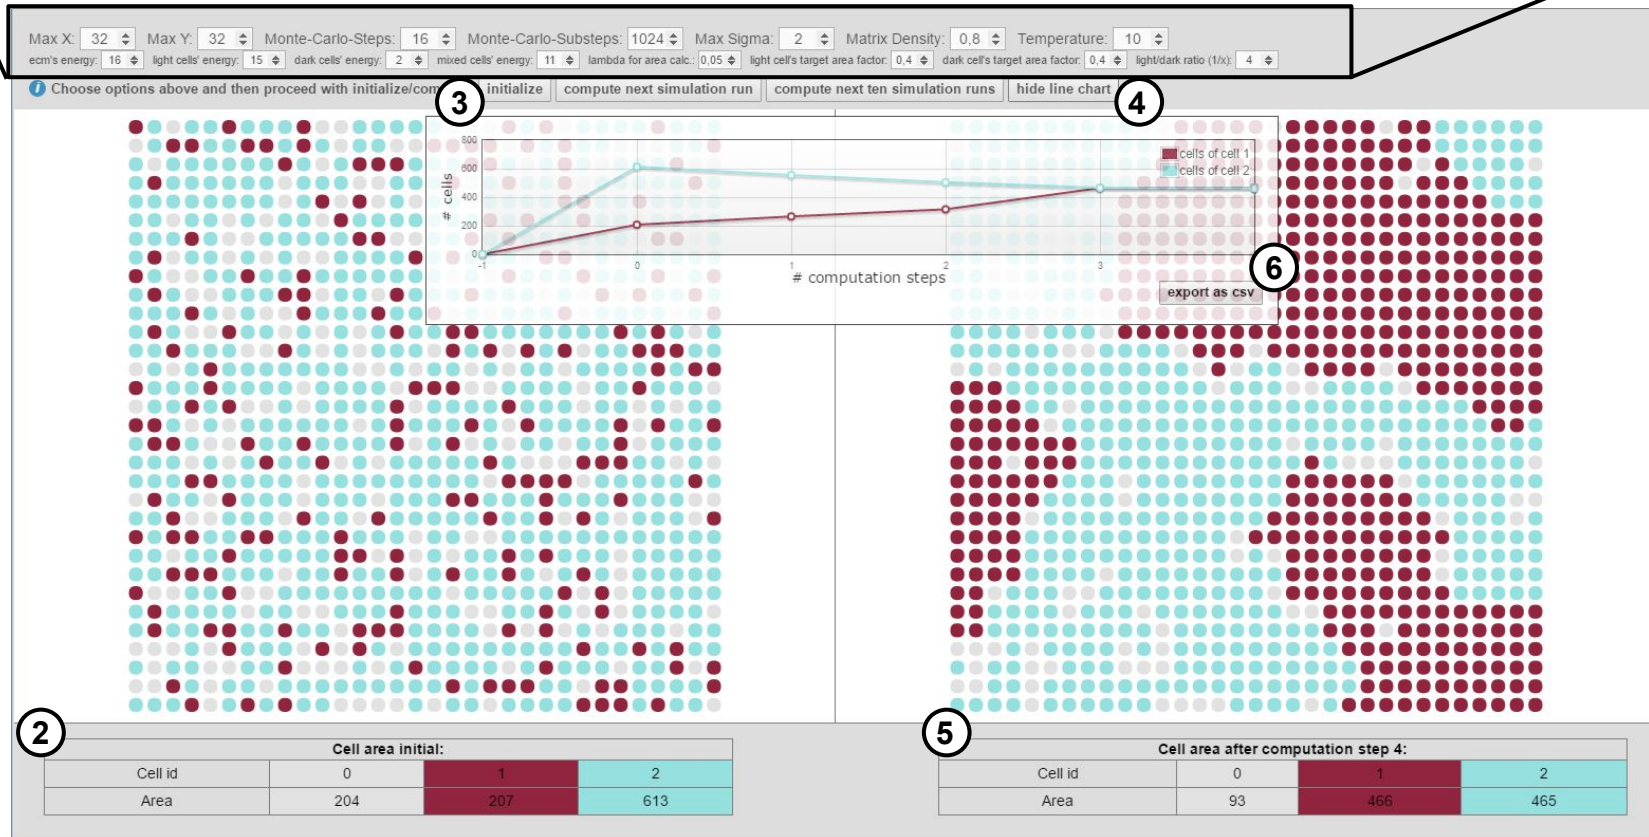 Max X: 32 Max Y: 32 Monte-Carlo-Steps: 16 Monte-Carlo-Substeps: 1024 Max Sigma: 2 Matrix Density: 0,8 Temperature: 10
ecm's energy: 16 light cells' energy: 15 dark cells' energy: 2 mixed cells' energy: 11 lambda for area calc.: 0,05 light cell's target area factor: 0,4 dark cell's target area factor: 0,4 light/dark ratio (1/x): 4
i Choose options above and then proceed with initialize/com 3 initialize compute next simulation run compute next ten simulation runs hide line chart 4
800
600
400
200
0
# cells
cells of cell 1
cells of cell 2
-1 0 1 2 3
# computation steps
6
export as csv
2
Cell area initial:
Cell id 0 1 2
Area 204 207 613
5
Cell area after computation step 4:
Cell id 0 1 2
Area 93 466 465